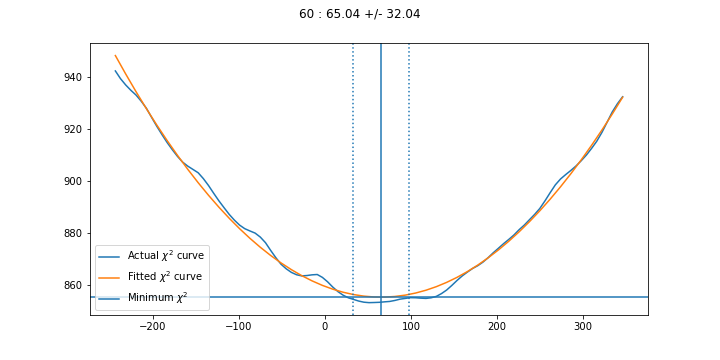 60 : 65.04 +/- 32.04
940
920
900
880
860
Actual χ² curve
Fitted χ² curve
Minimum χ²
−200 −100 0 100 200 300